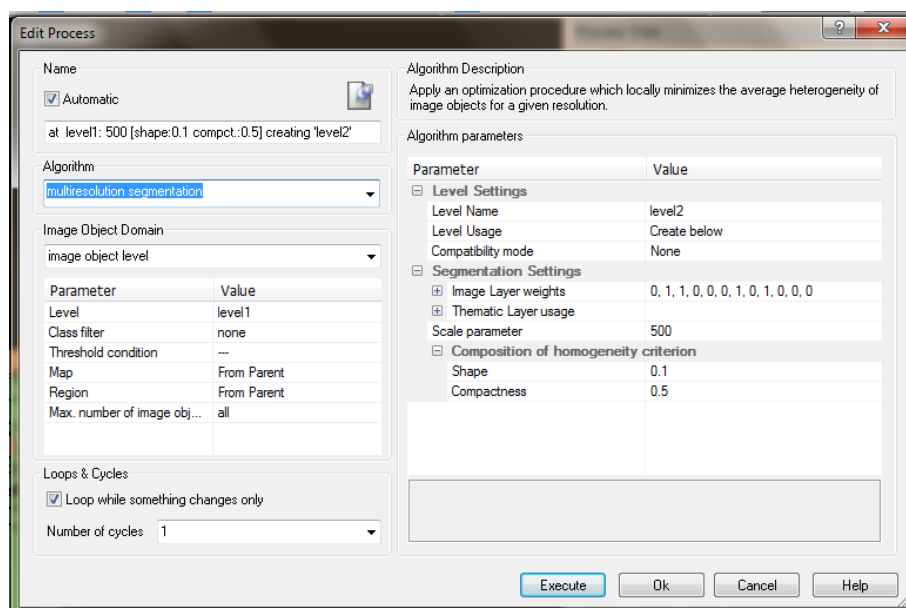 Edit Process
Name
Automatic
at level1: 500 [shape:0.1 compct.:0.5] creating 'level2'
Algorithm
multiresolution segmentation
Image Object Domain
image object level
Parameter Value
Level level1
Class filter none
Threshold condition ---
Map From Parent
Region From Parent
Max. number of image obj... all
Loops & Cycles
Loop while something changes only
Number of cycles 1
Algorithm Description
Apply an optimization procedure which locally minimizes the average heterogeneity of
image objects for a given resolution.
Algorithm parameters
Parameter Value
Level Settings
Level Name level2
Level Usage Create below
Compatibility mode None
Segmentation Settings
Image Layer weights 0, 1, 1, 0, 0, 0, 1, 0, 1, 0, 0, 0
Thematic Layer usage
Scale parameter 500
Composition of homogeneity criterion
Shape 0.1
Compactness 0.5
Execute Ok Cancel Help